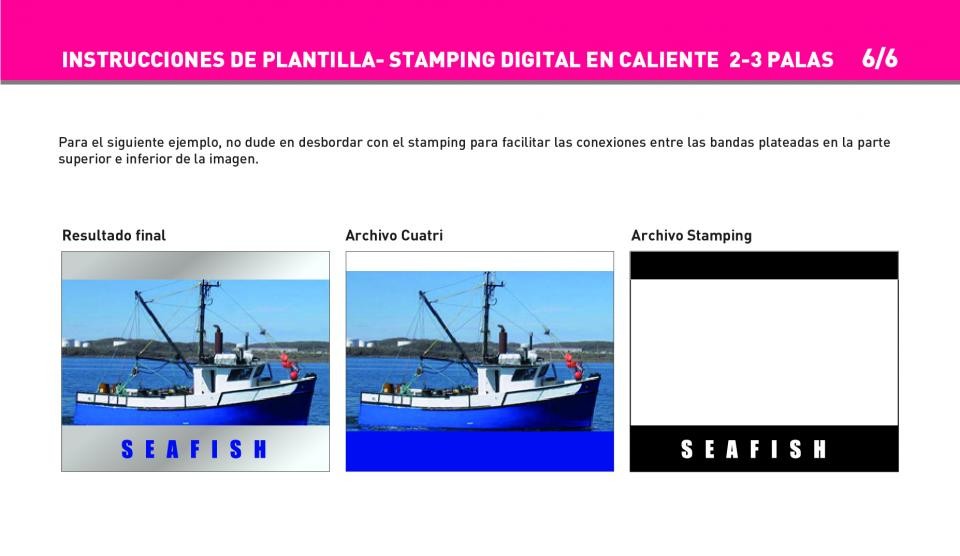 INSTRUCCIONES DE PLANTILLA- STAMPING DIGITAL EN CALIENTE 2-3 PALAS 6/6
Para el siguiente ejemplo, no dude en desbordar con el stamping para facilitar las conexiones entre las bandas plateadas en la parte
superior e inferior de la imagen.
Resultado final
Archivo Cuatri
Archivo Stamping
SEAFISH
SEAFISH